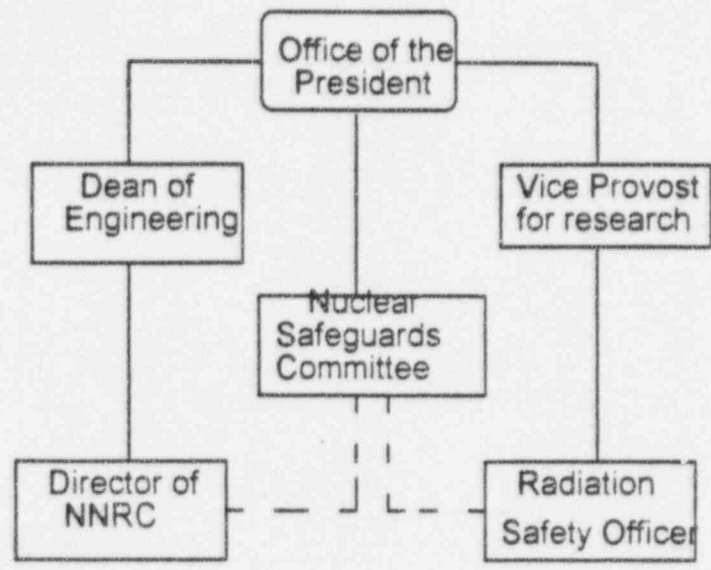 Office of the
President
Dean of
Engineering
Vice Provost
for research
Nuclear
Safeguards
Committee
Director of
NNRC
Radiation
Safety Officer